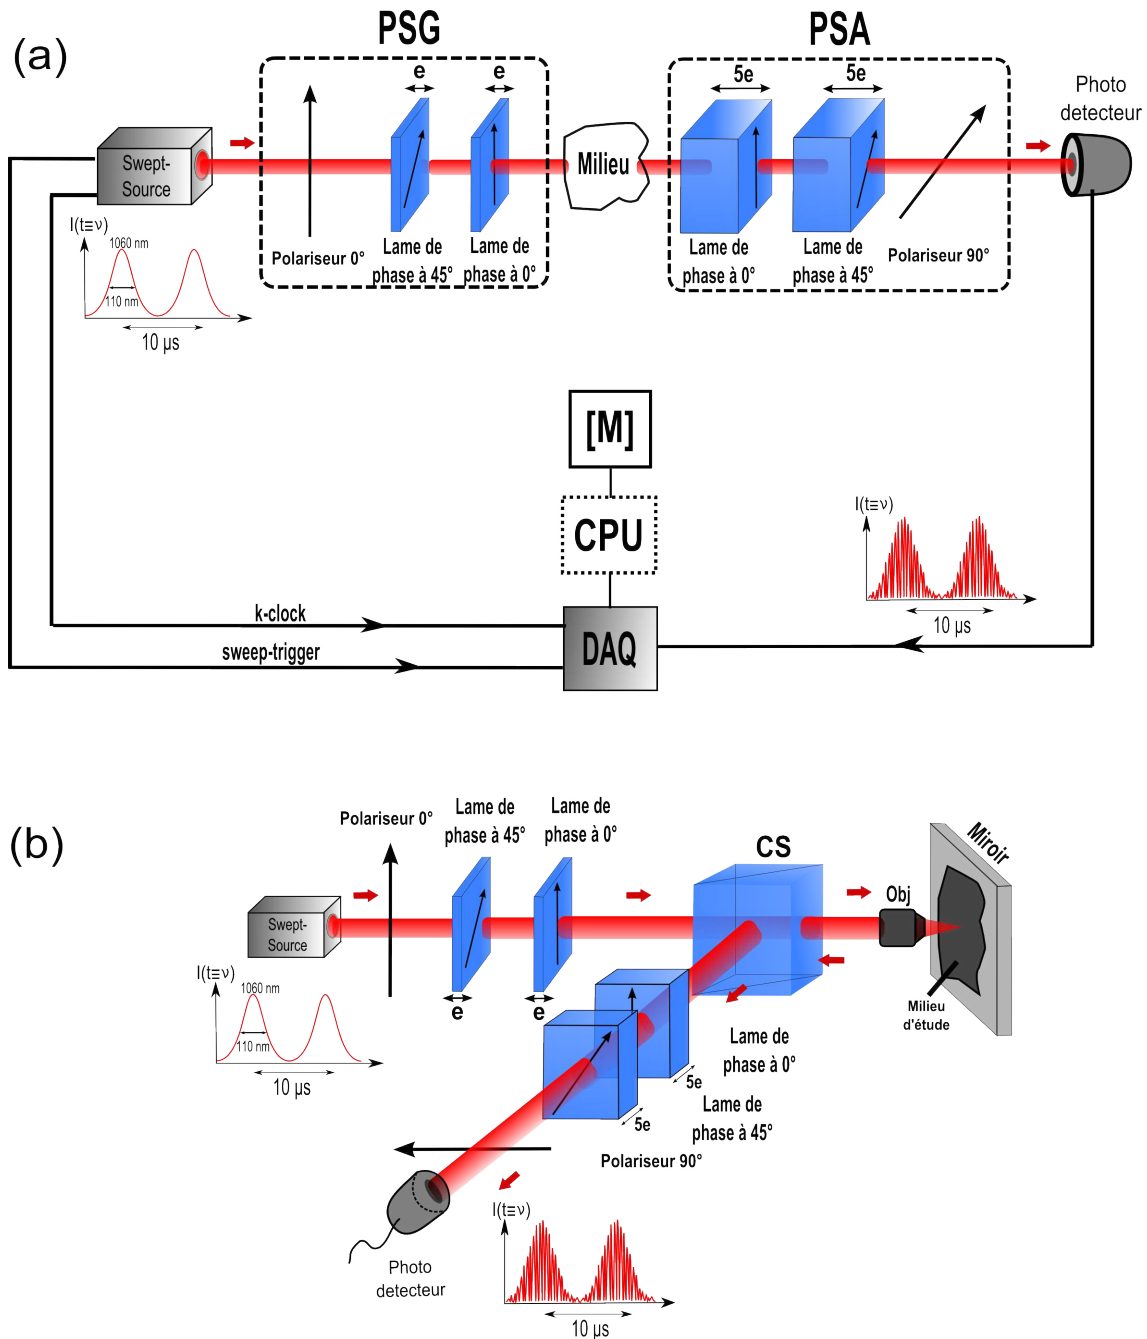 (a)
PSG
PSA
e
e
5e
5e
Photo
detecteur
Swept-
Source
Milieu
Polariseur 0°
Lame de
phase à 45°
Lame de
phase à 0°
Lame de
phase à 0°
Lame de
phase à 45°
Polariseur 90°
I(t≡ν)
1060 nm
110 nm
10 µs
[M]
CPU
DAQ
k-clock
sweep-trigger
I(t≡ν)
10 µs
(b)
Polariseur 0°
Lame de
phase à 45°
Lame de
phase à 0°
CS
Miroir
Obj
Swept-
Source
e
e
Milieu
d'étude
I(t≡ν)
1060 nm
110 nm
10 µs
Lame de
phase à 0°
5e
Lame de
phase à 45°
5e
Polariseur 90°
Photo
detecteur
I(t≡ν)
10 µs